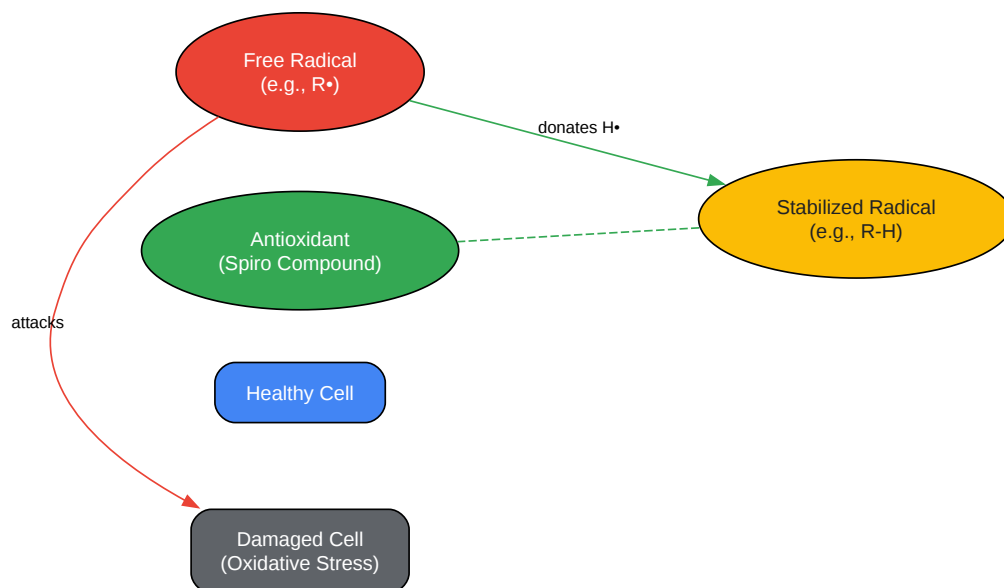 Free Radical
(e.g., R•)
donates H•
Stabilized Radical
(e.g., R-H)
Antioxidant
(Spiro Compound)
attacks
Healthy Cell
Damaged Cell
(Oxidative Stress)